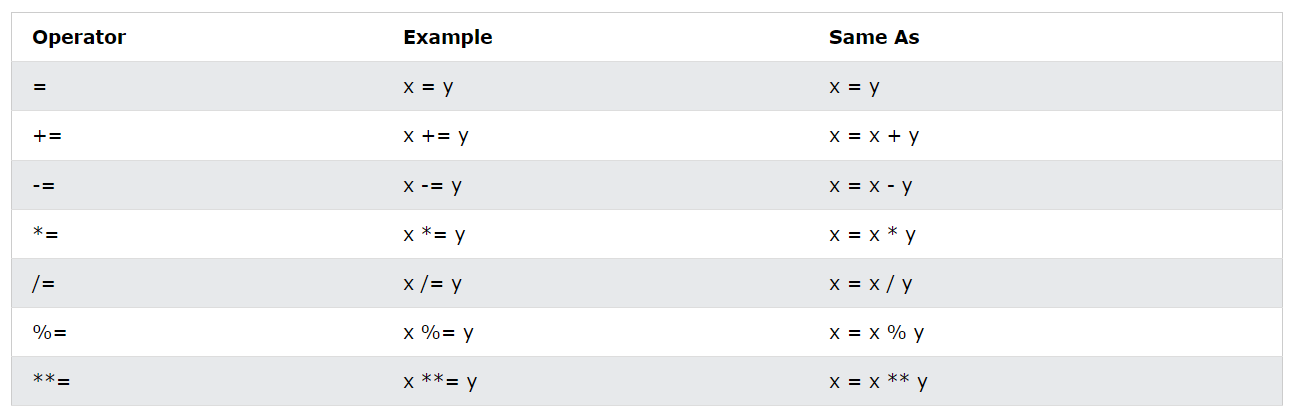 Operator Example Same As
= x = y x = y
+= x += y x = x + y
-= x -= y x = x - y
*= x *= y x = x * y
/= x /= y x = x / y
%= x %= y x = x % y
**= x **= y x = x ** y